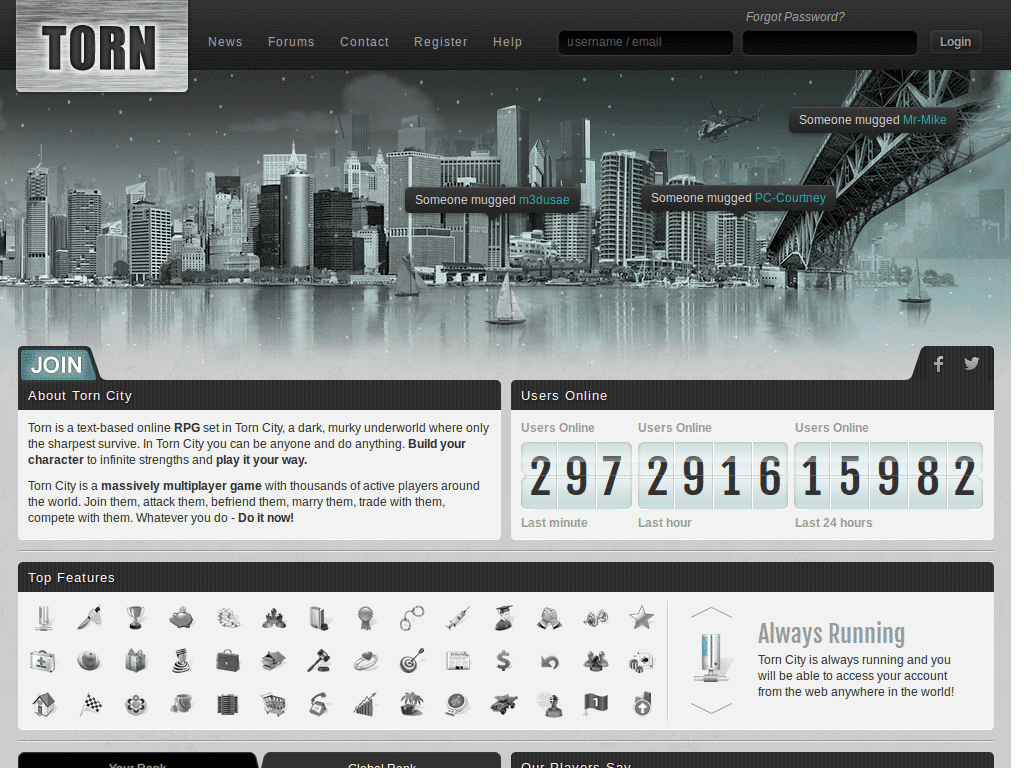 TORN
News Forums Contact Register Help
Forgot Password?
username / email
Login
Someone mugged Mr-Mike
Someone mugged m3dusae
Someone mugged PC-Courtney
JOIN
About Torn City
Torn is a text-based online RPG set in Torn City, a dark, murky underworld where only
the sharpest survive. In Torn City you can be anyone and do anything. Build your
character to infinite strengths and play it your way.
Torn City is a massively multiplayer game with thousands of active players around
the world. Join them, attack them, befriend them, marry them, trade with them,
compete with them. Whatever you do - Do it now!
Users Online
Users Online Users Online Users Online
297 2916 15982
Last minute Last hour Last 24 hours
Top Features
Always Running
Torn City is always running and you
will be able to access your account
from the web anywhere in the world!
Your Rank Global Rank
Our Players Say